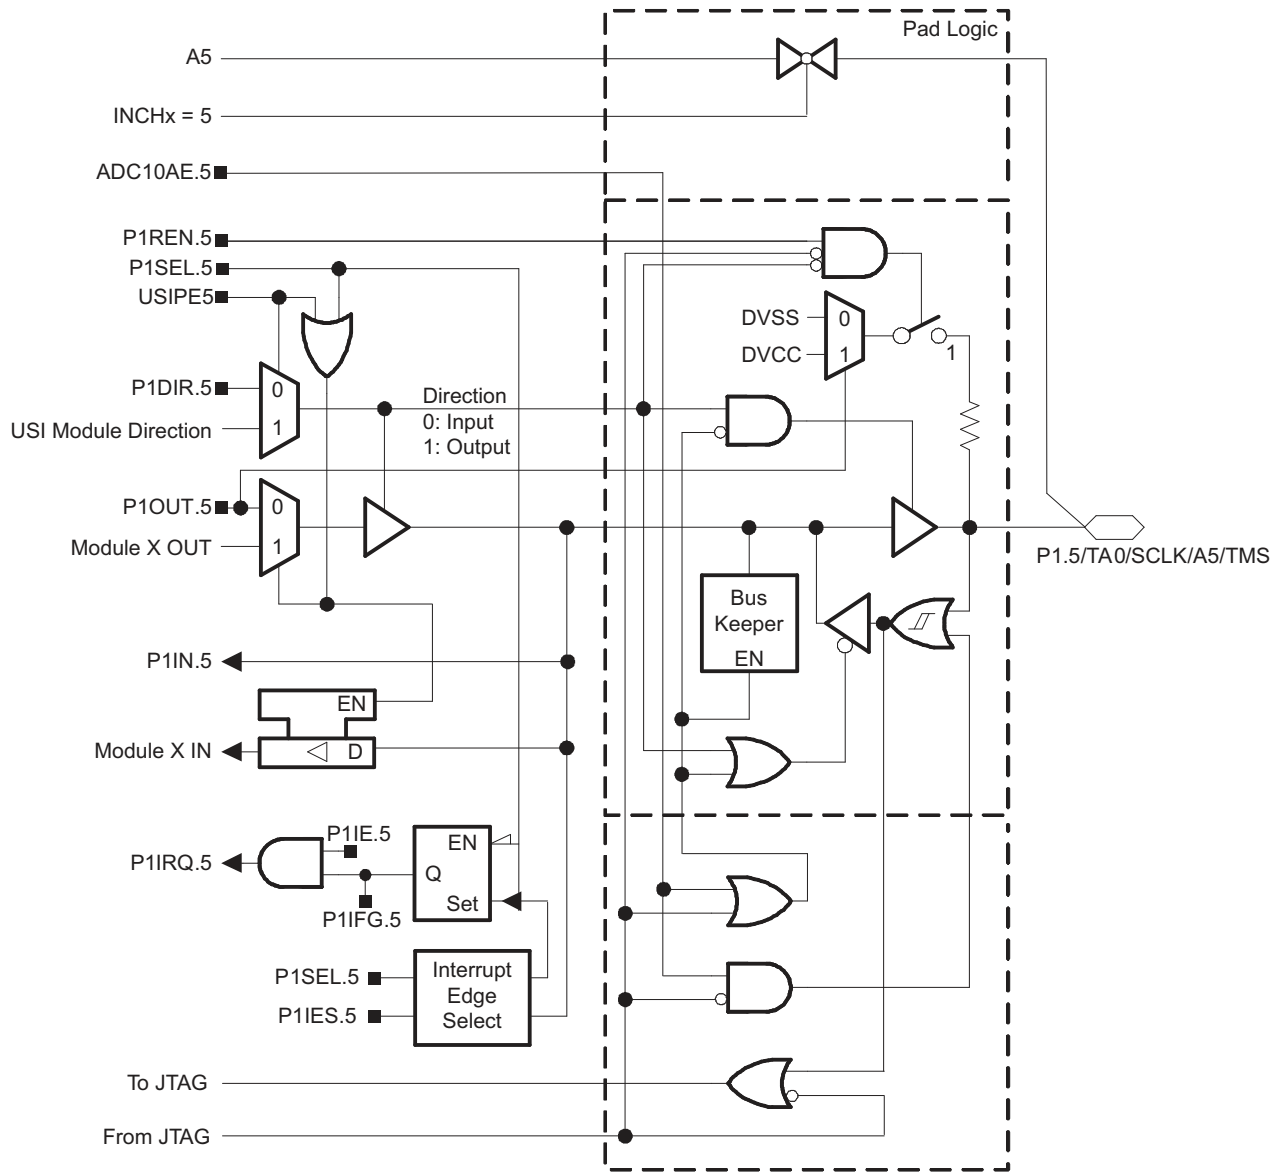 Pad Logic
A5
INCHx = 5
ADC10AE.5
P1REN.5
P1SEL.5
USIPE5
DVSS
0
DVCC
1
1
P1DIR.5
0
USI Module Direction
1
Direction
0: Input
1: Output
P1OUT.5
0
Module X OUT
1
P1.5/TA0/SCLK/A5/TMS
Bus
Keeper
EN
P1IN.5
EN
Module X IN
D
P1IE.5
P1IRQ.5
EN
Q
Set
P1IFG.5
P1SEL.5
P1IES.5
Interrupt
Edge
Select
To JTAG
From JTAG